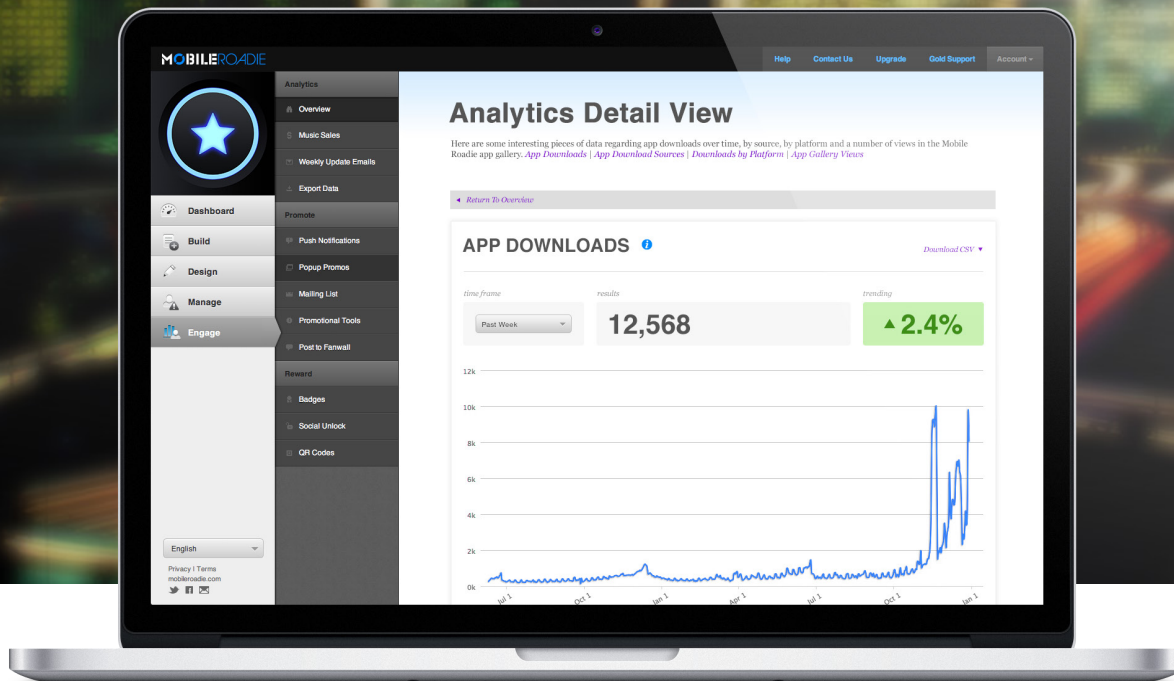 MOBILEROADIE
Help
Contact Us
Upgrade
Gold Support
Account
Dashboard
Build
Design
Manage
Engage
English
Privacy | Terms
mobileroadie.com
Analytics
Overview
Music Sales
Weekly Update Emails
Export Data
Promote
Push Notifications
Popup Promos
Mailing List
Promotional Tools
Post to Fanwall
Reward
Badges
Social Unlock
QR Codes
Analytics Detail View
Here are some interesting pieces of data regarding app downloads over time, by source, by platform and a number of views in the Mobile
Roadie app gallery. App Downloads | App Download Sources | Downloads by Platform | App Gallery Views
Return To Overview
APP DOWNLOADS
Download CSV
time frame
results
trending
Past Week
12,568
2.4%
12k
10k
8k
6k
4k
2k
0k
Jul 1
Oct 1
Jan 1
Apr 1
Jul 1
Oct 1
Jan 1